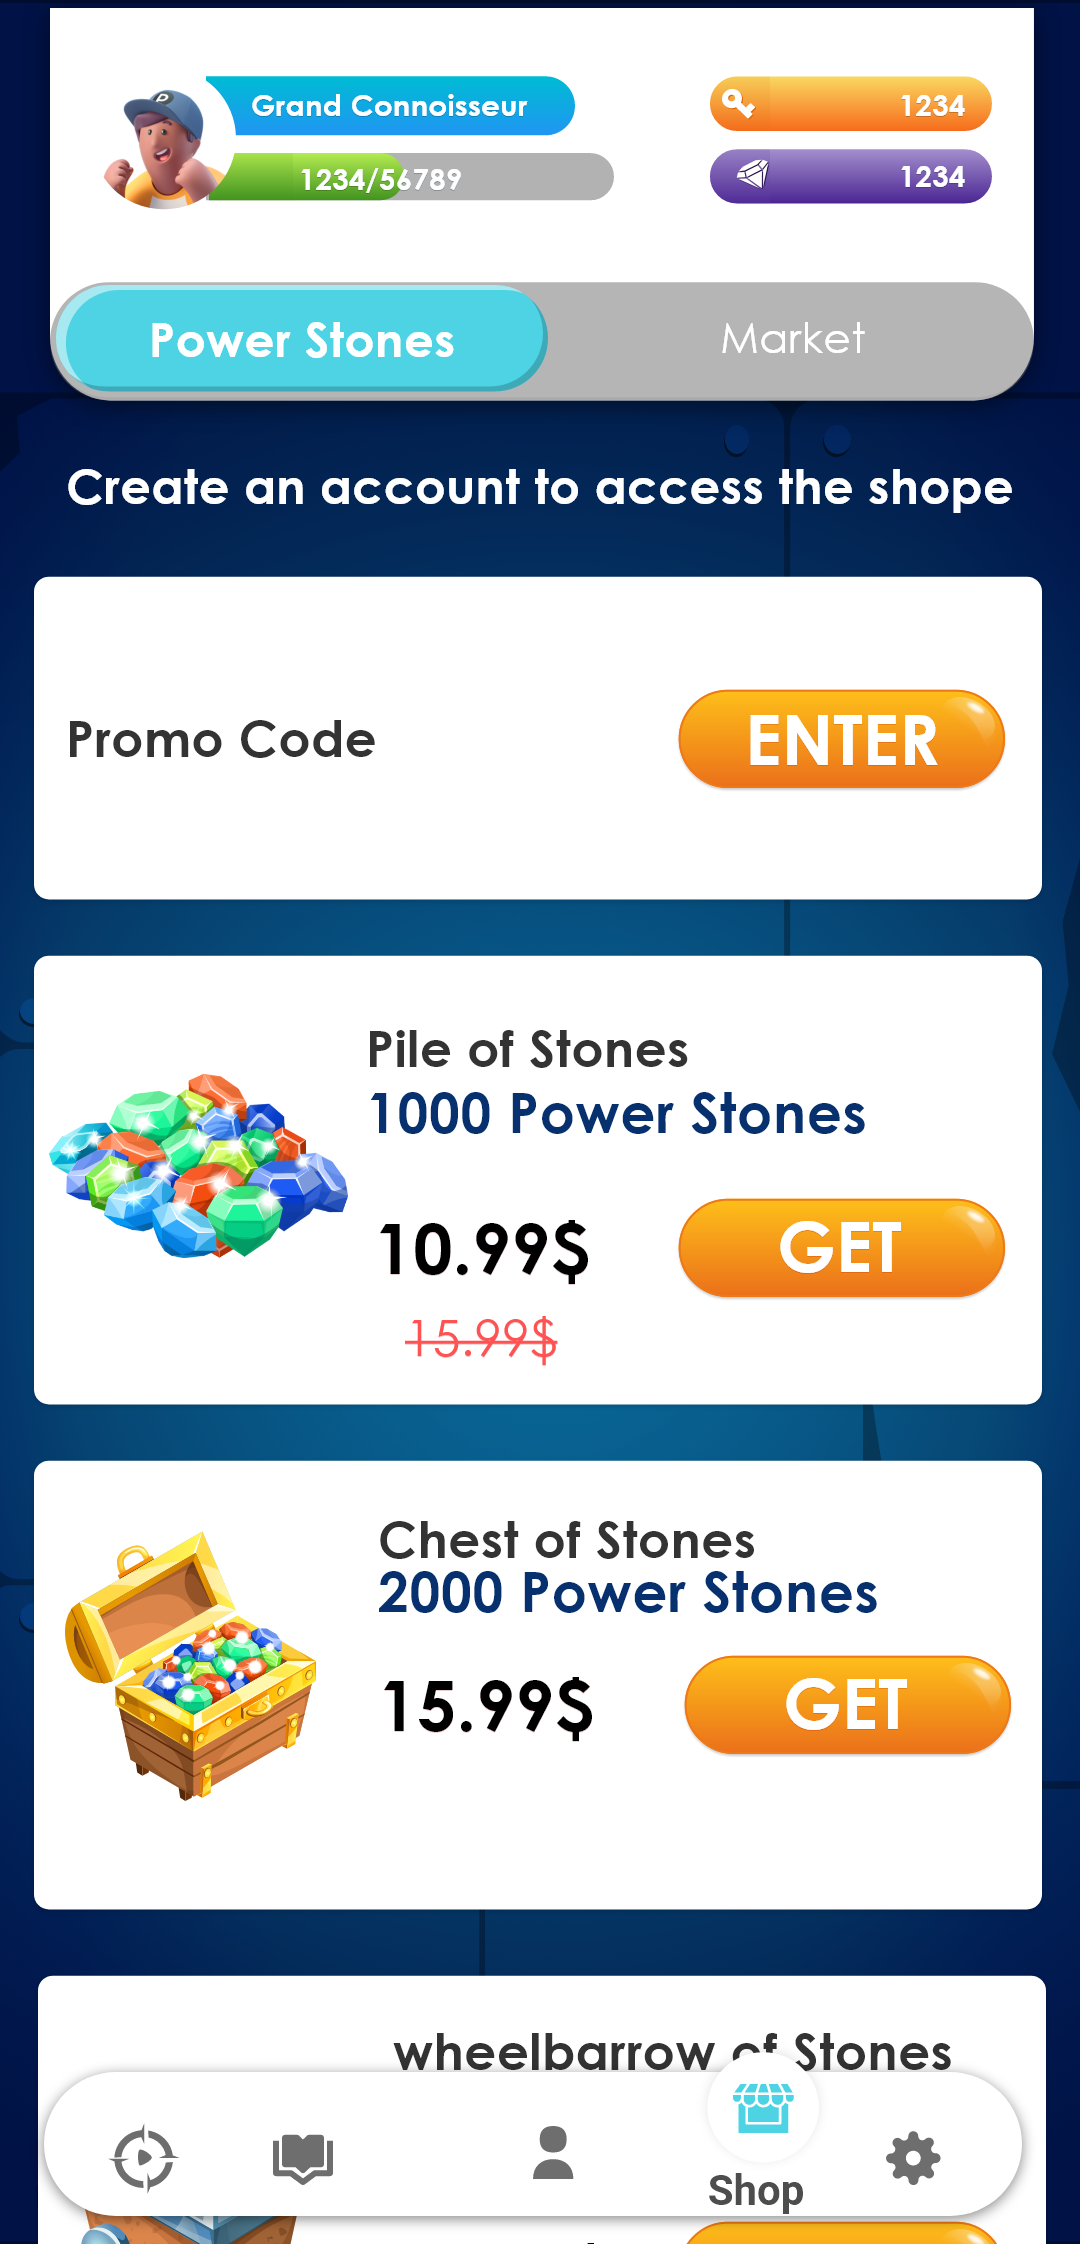 Grand Connoisseur
1234
1234/56789
1234
Power Stones
Market
Create an account to access the shope
Promo Code
ENTER
Pile of Stones
1000 Power Stones
10.99$
GET
15.99$
Chest of Stones
2000 Power Stones
15.99$
GET
wheelbarrow of Stones
Shop